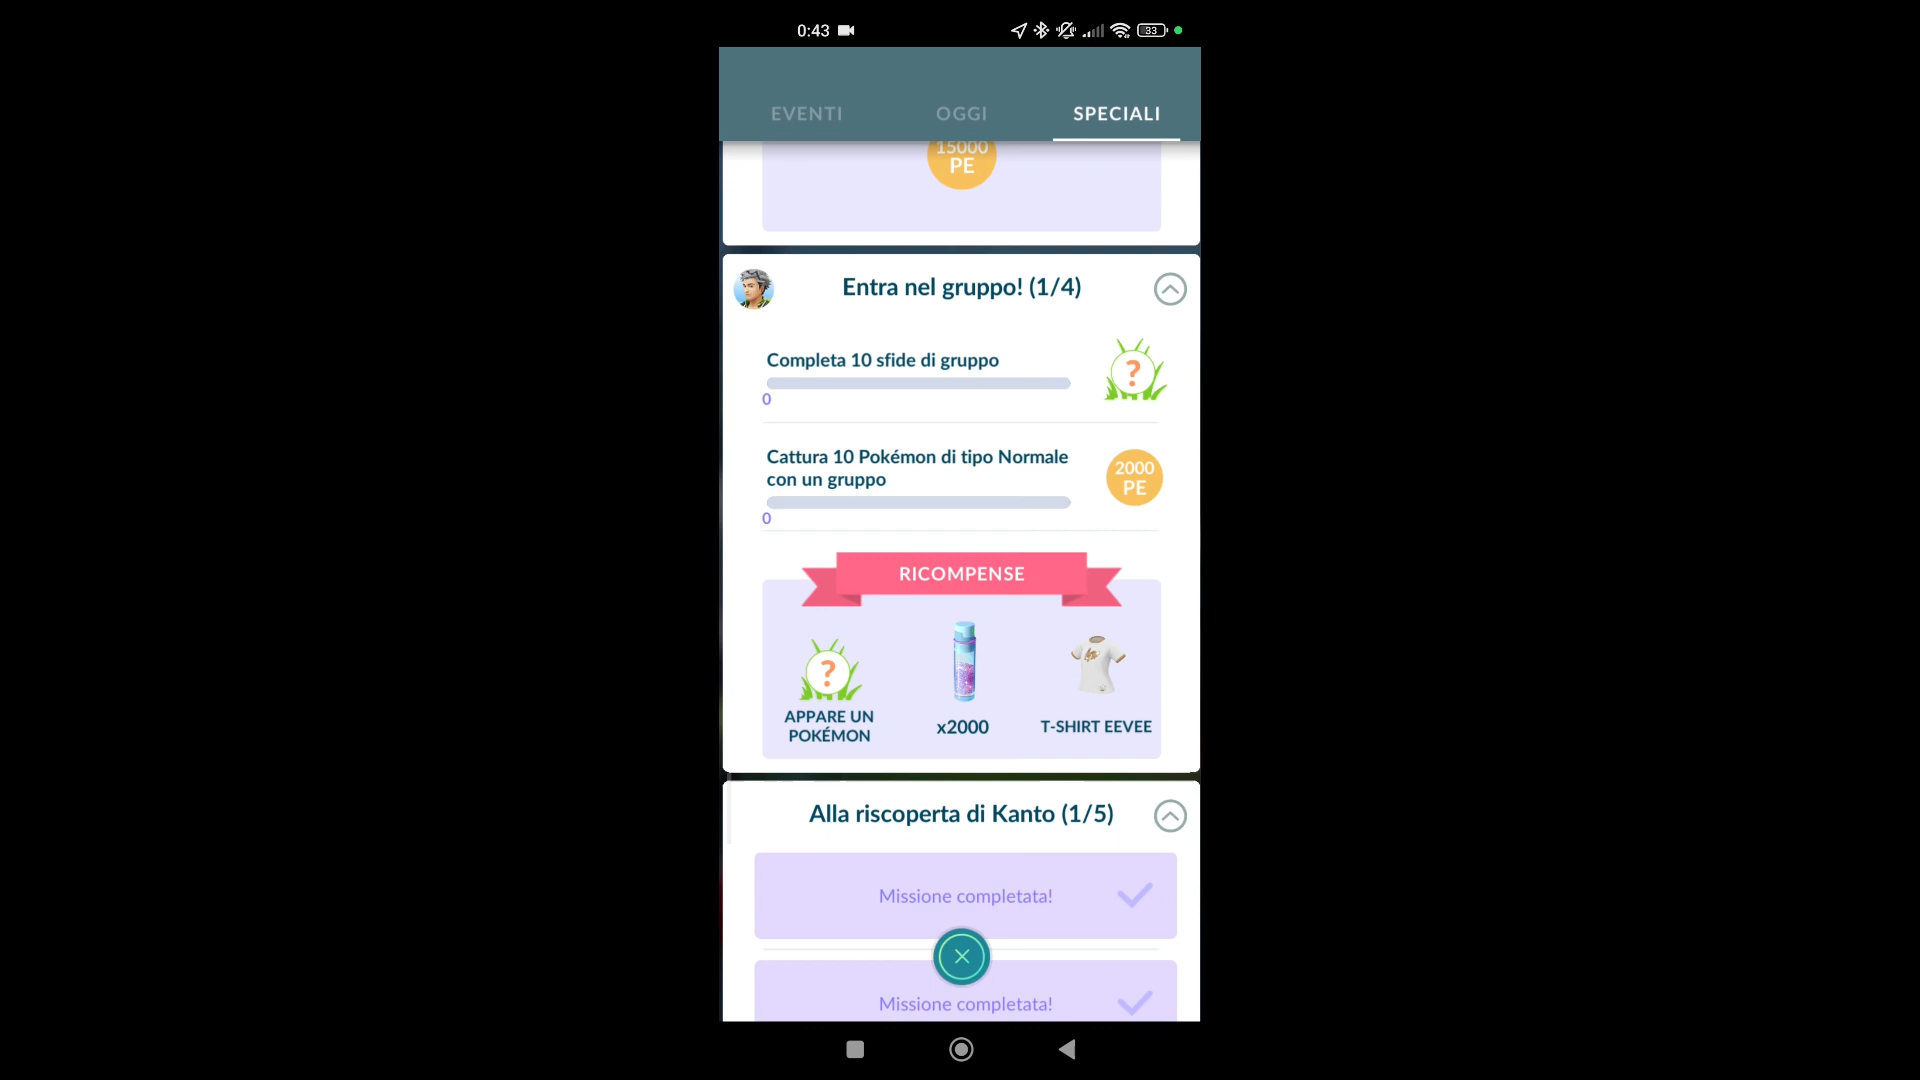 0:43
33
EVENTI OGGI SPECIALI
15000
PE
Entra nel gruppo! (1/4)
Completa 10 sfide di gruppo
?
0
Cattura 10 Pokémon di tipo Normale
con un gruppo
2000
PE
0
RICOMPENSE
?
APPARE UN
POKÉMON
x2000
T-SHIRT EEVEE
Alla riscoperta di Kanto (1/5)
Missione completata!
Missione completata!